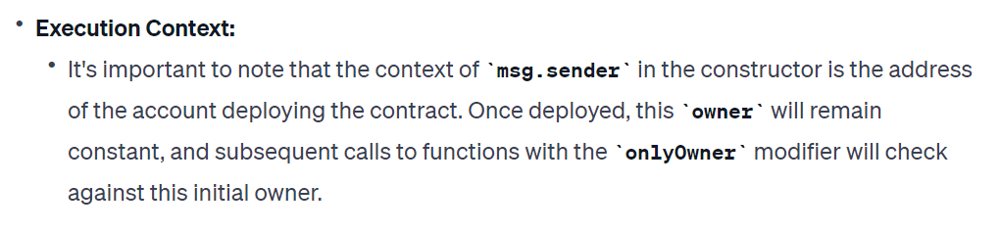 • Execution Context:
• It's important to note that the context of `msg.sender` in the constructor is the address
of the account deploying the contract. Once deployed, this `owner` will remain
constant, and subsequent calls to functions with the `onlyOwner` modifier will check
against this initial owner.